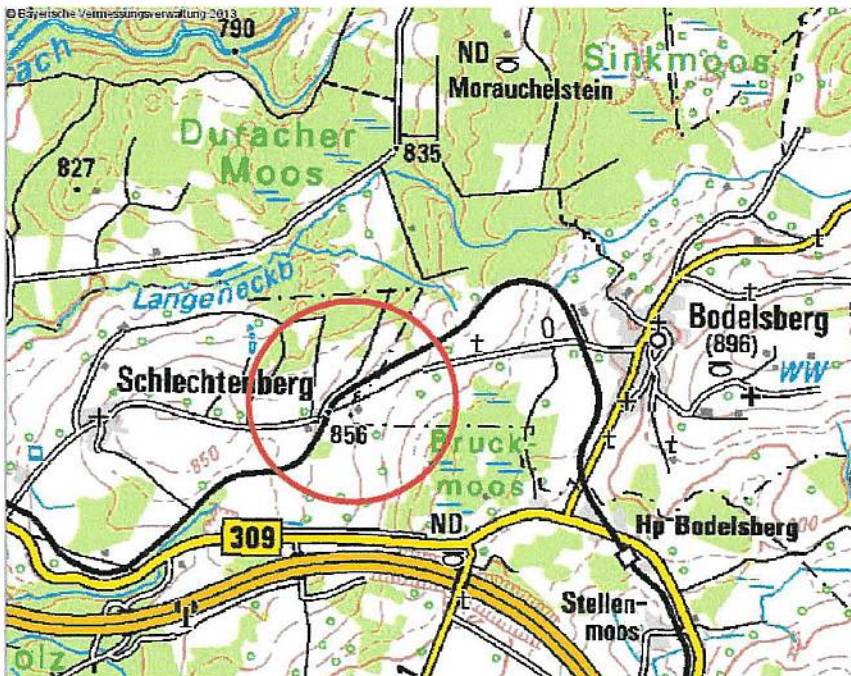 © Bayerische Vermessungsverwaltung 2013
790
ach
ND
Morauchelstein
Sinkmoos
Duracher
Moos
835
827
Langeneckb
Bodelsberg
(896)
WW
Schlechtenberg
856
850
Bruck-
moos
309
ND
Hp Bodelsberg
Stellen-
moos
olz